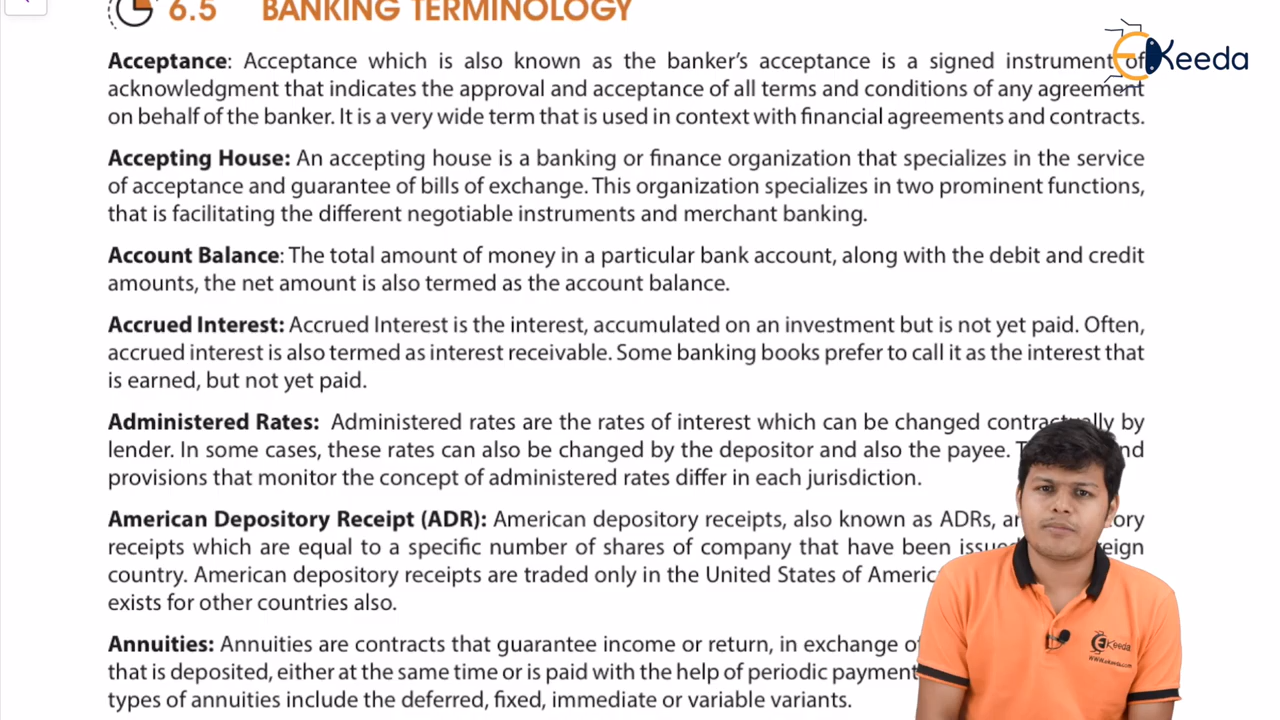 6.5 BANKING TERMINOLOGY
Keeda
Acceptance: Acceptance which is also known as the banker's acceptance is a signed instrument of
acknowledgment that indicates the approval and acceptance of all terms and conditions of any agreement
on behalf of the banker. It is a very wide term that is used in context with financial agreements and contracts.
Accepting House: An accepting house is a banking or finance organization that specializes in the service
of acceptance and guarantee of bills of exchange. This organization specializes in two prominent functions,
that is facilitating the different negotiable instruments and merchant banking.
Account Balance: The total amount of money in a particular bank account, along with the debit and credit
amounts, the net amount is also termed as the account balance.
Accrued Interest: Accrued Interest is the interest, accumulated on an investment but is not yet paid. Often,
accrued interest is also termed as interest receivable. Some banking books prefer to call it as the interest that
is earned, but not yet paid.
Administered Rates: Administered rates are the rates of interest which can be changed contractually by
lender. In some cases, these rates can also be changed by the depositor and also the payee.
provisions that monitor the concept of administered rates differ in each jurisdiction.
American Depository Receipt (ADR): American depository receipts, also known as ADRs,
receipts which are equal to a specific number of shares of company that have been
country. American depository receipts are traded only in the United States of
exists for other countries also.
Annuities: Annuities are contracts that guarantee income or return, in exchange
that is deposited, either at the same time or is paid with the help of periodic
types of annuities include the deferred, fixed, immediate or variable variants.
Keeda
www.ekeeda.com